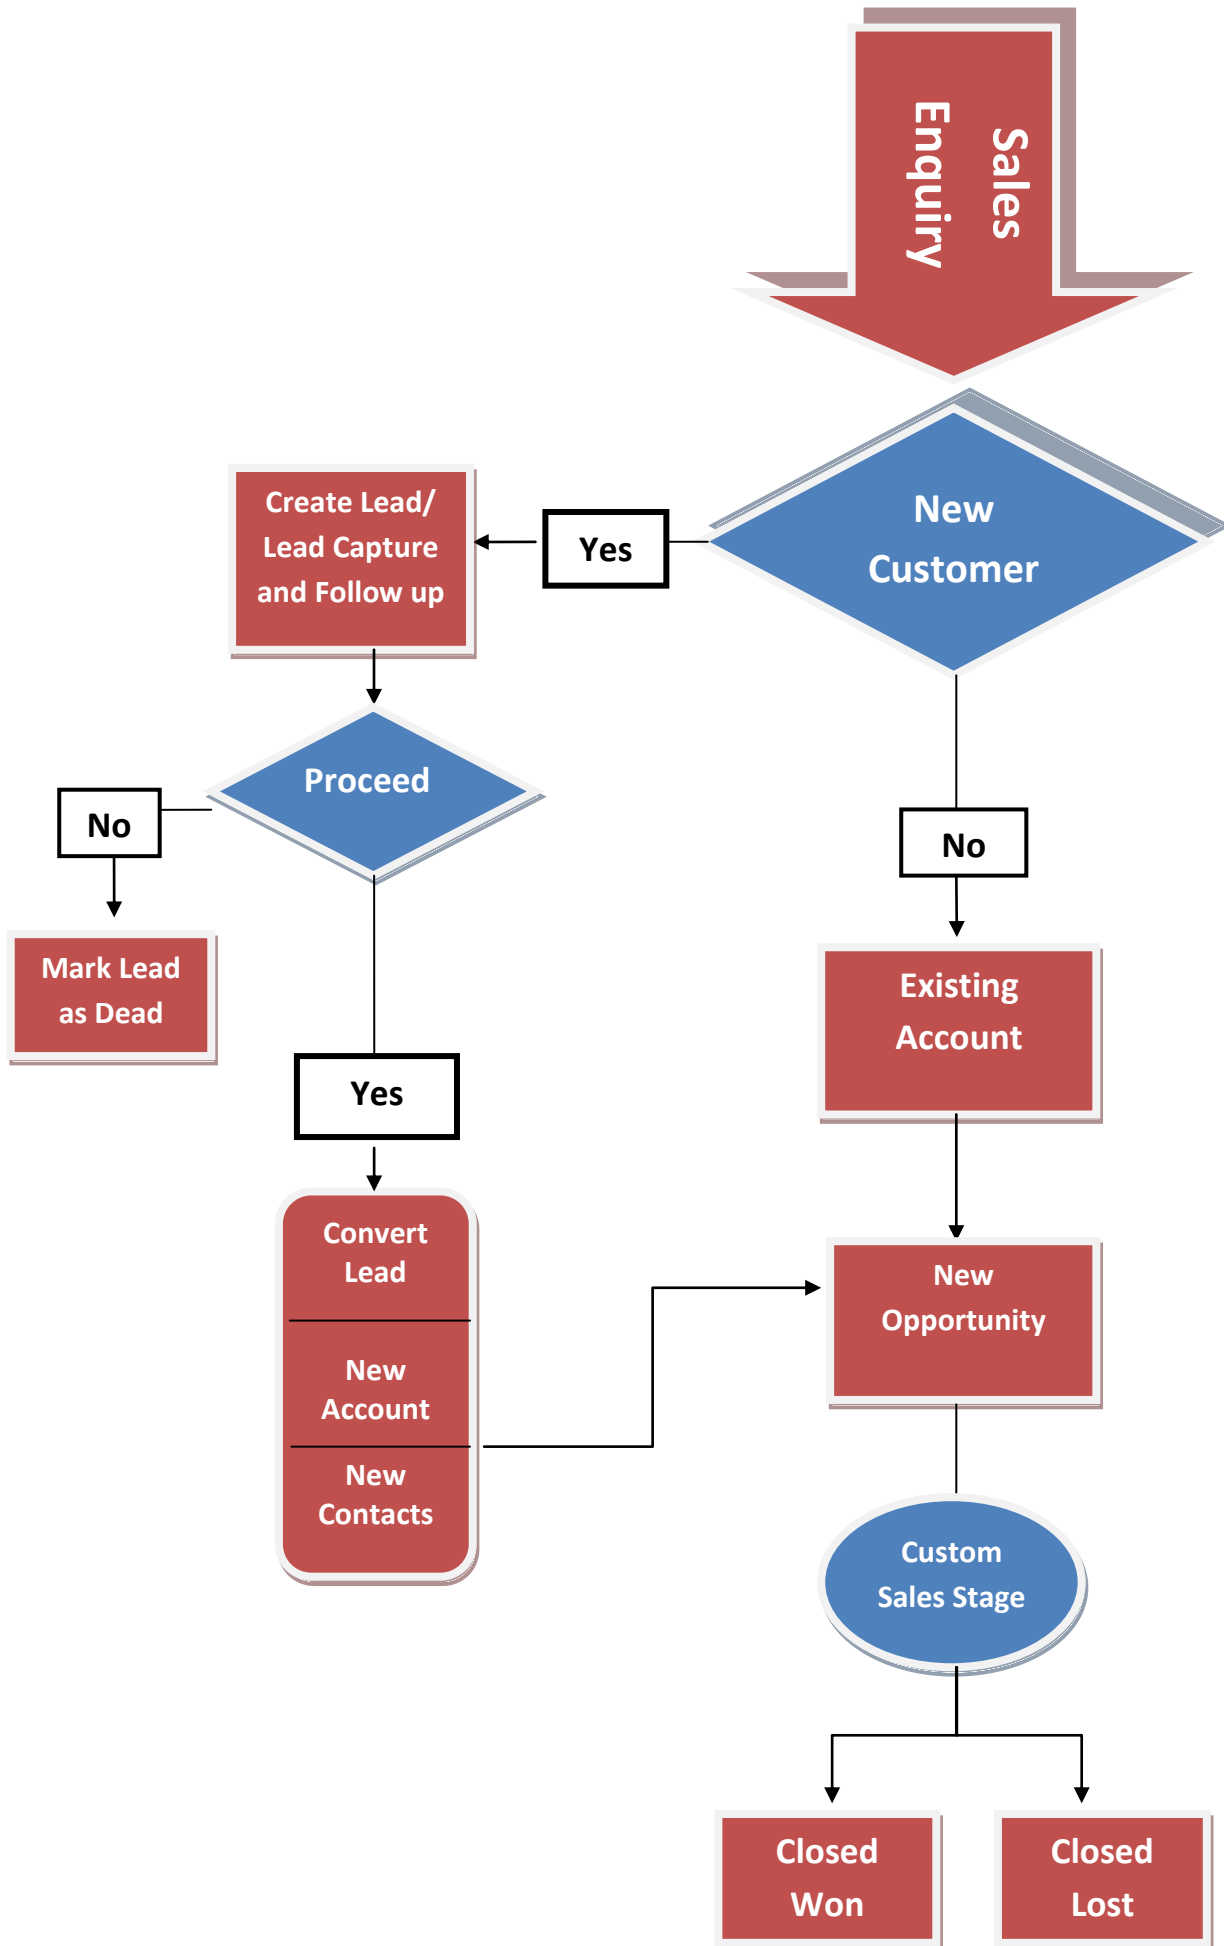 Sales
Enquiry
New
Customer
Yes
Create Lead/
Lead Capture
and Follow up
Proceed
No
Mark Lead
as Dead
No
Existing
Account
Yes
Convert
Lead
New
Account
New
Contacts
New
Opportunity
Custom
Sales Stage
Closed
Won
Closed
Lost